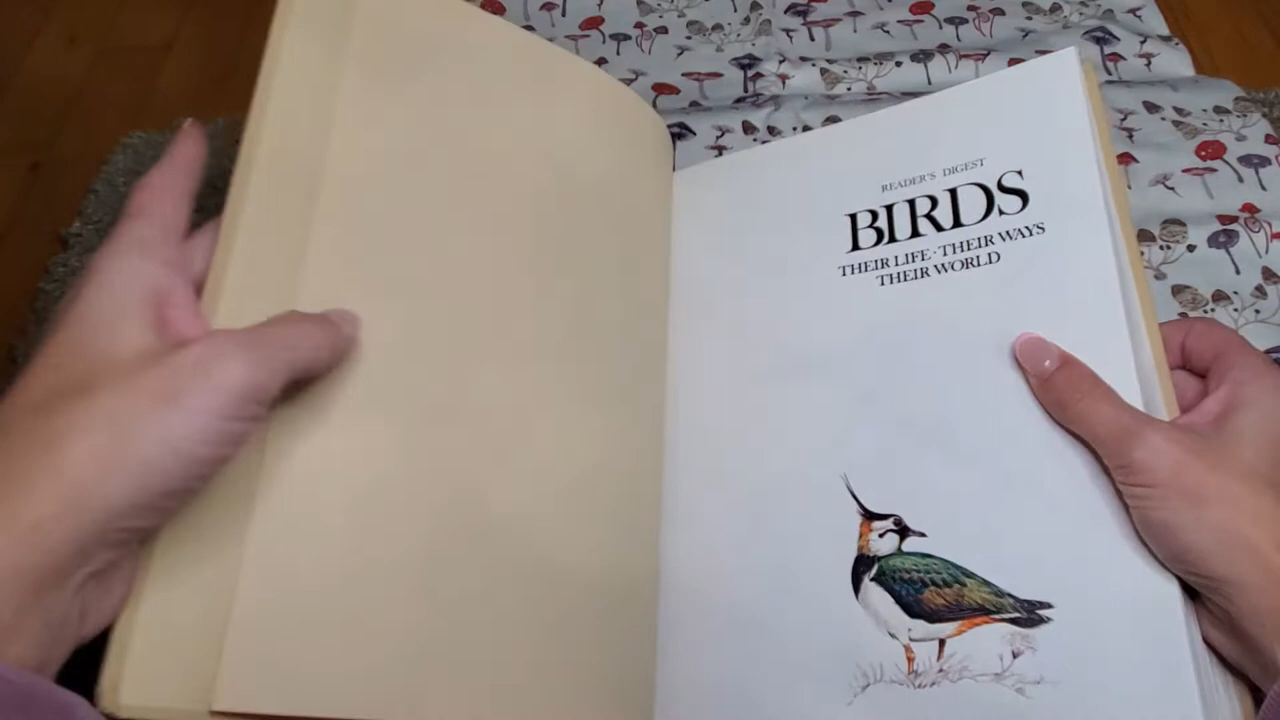 READER'S DIGEST
BIRDS
THEIR LIFE · THEIR WAYS
THEIR WORLD